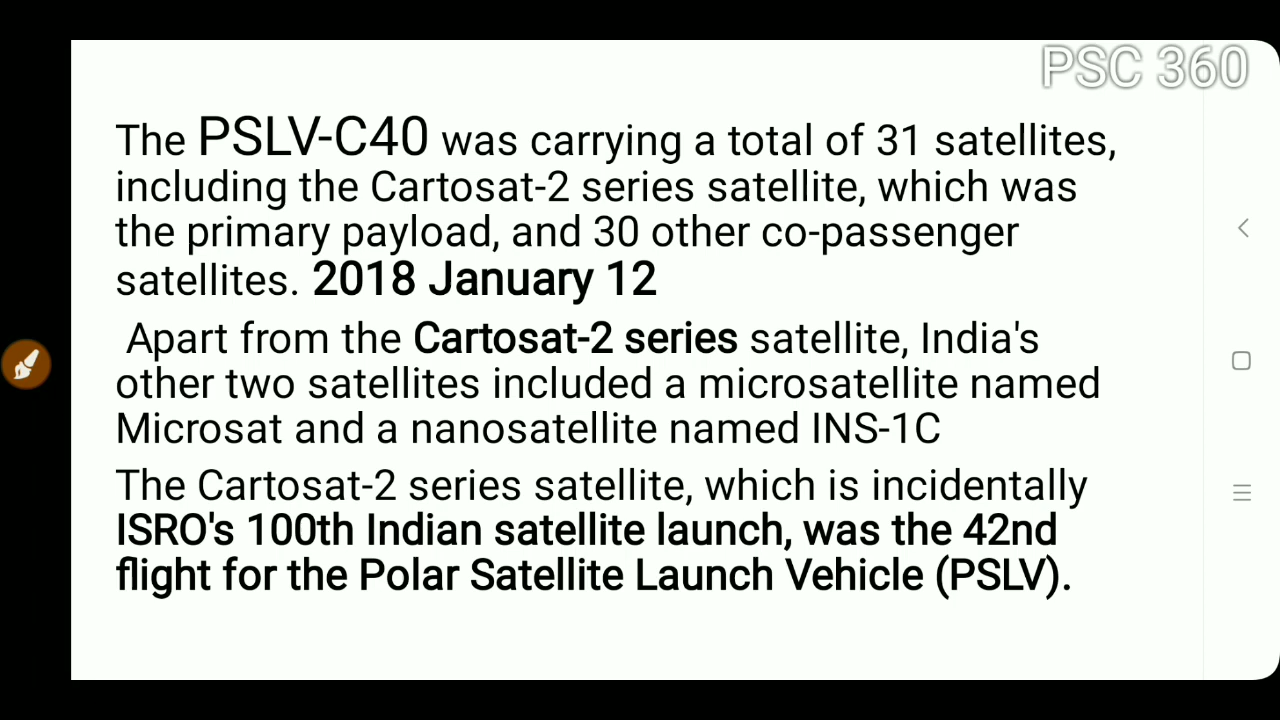 PSC 360
The PSLV-C40 was carrying a total of 31 satellites,
including the Cartosat-2 series satellite, which was
the primary payload, and 30 other co-passenger
satellites. 2018 January 12
Apart from the Cartosat-2 series satellite, India's
other two satellites included a microsatellite named
Microsat and a nanosatellite named INS-1C
The Cartosat-2 series satellite, which is incidentally
ISRO's 100th Indian satellite launch, was the 42nd
flight for the Polar Satellite Launch Vehicle (PSLV).